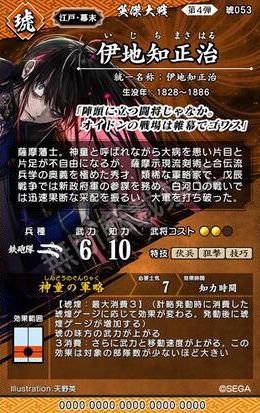 琥
江戸・幕末
英傑大戦
第4弾
琥053
いじちまさはる
伊地知正治
統一名称:伊地知正治
生没年:1828~1886
「陣頭に立つ闘将じゃなか。
オイドンの戦場は帷幕でゴワス」
薩摩藩士。神童と呼ばれながら大病を患い片目と
片足が不自由になるが、薩摩示現流剣術と合伝流
兵学の奥義を極めた秀才。類稀な軍略家で、戊辰
戦争では新政府軍の参謀を務め、白河口の戦いで
は迅速果断な采配を振るい、大軍を打ち破った。
兵種 武力 知力 武将コスト
鉄砲隊 6 10
特技 伏兵 狙撃 技巧
しんどうのぐんりゃく
神童の軍略
必要士気 7
効果時間 知力時間
効果範囲
【琥煌:最大消費3】(計略発動時に消費した
琥煌ゲージに応じて効果が変わる。発動後に琥
煌ゲージが増加する)
琥の味方の武力が上がる
消費3:さらに武力と移動速度が上がる。この
効果は対象の部隊数が少ないほど大きい
Illustration:天野英
©SEGA
0000 0000 0000 0000 0000